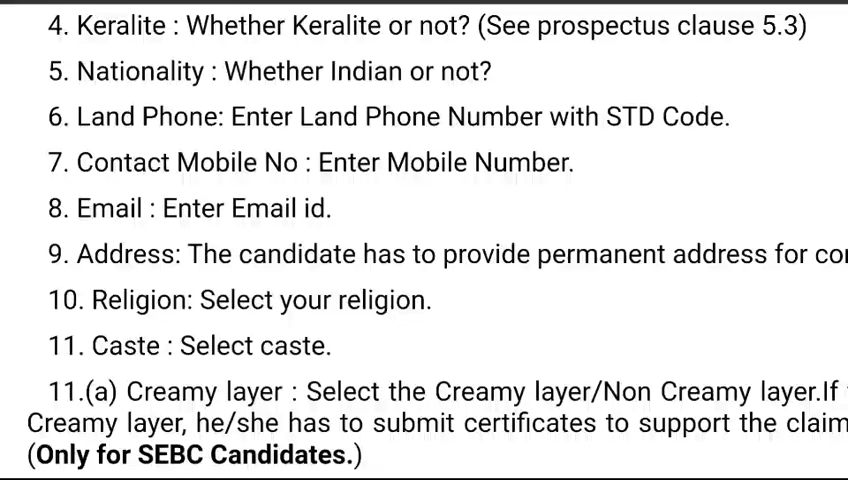 4. Keralite : Whether Keralite or not? (See prospectus clause 5.3)
5. Nationality : Whether Indian or not?
6. Land Phone: Enter Land Phone Number with STD Code.
7. Contact Mobile No : Enter Mobile Number.
8. Email : Enter Email id.
9. Address: The candidate has to provide permanent address for
10. Religion: Select your religion.
11. Caste : Select caste.
11.(a) Creamy layer : Select the Creamy layer/Non Creamy layer.If
Creamy layer, he/she has to submit certificates to support the claim
(Only for SEBC Candidates.)